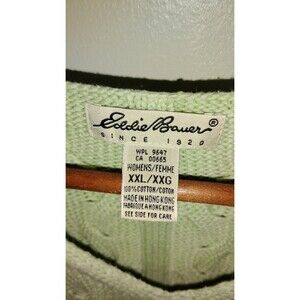 Eddie Bauer ®
SINCE 1920
WPL 9647
CA 00665
WOMENS/FEMME
XXL/XXG
100% COTTON/COTON
MADE IN HONG KONG
FABRIQUE A HONG KONG
SEE SIDE FOR CARE